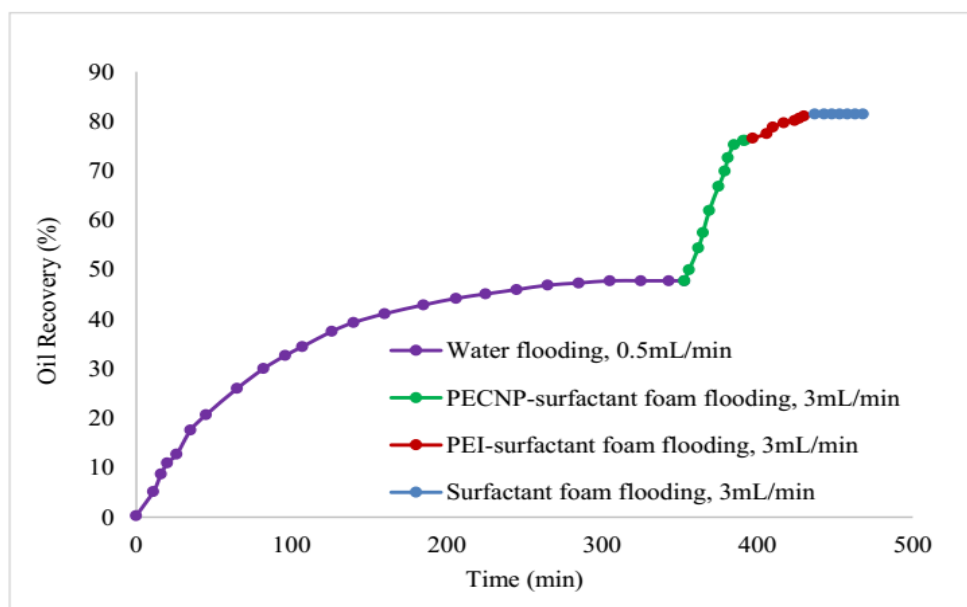 90
80
70
60
50
40
30
20
10
0
Oil Recovery (%)
Water flooding, 0.5mL/min
PECNP-surfactant foam flooding, 3mL/min
PEI-surfactant foam flooding, 3mL/min
Surfactant foam flooding, 3mL/min
0 100 200 300 400 500
Time (min)